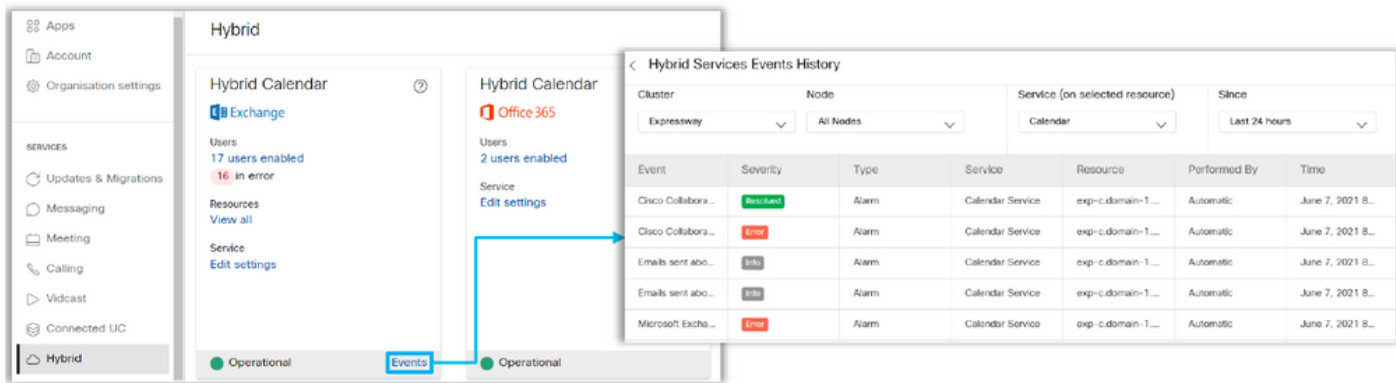 Apps
Account
Organisation settings
SERVICES
Updates & Migrations
Messaging
Meeting
Calling
Vidcast
Connected UC
Hybrid
Hybrid
Hybrid Calendar
Exchange
Users
17 users enabled
16 in error
Resources
View all
Service
Edit settings
Operational Events
Hybrid Calendar
Office 365
Users
2 users enabled
Service
Edit settings
Operational
Hybrid Services Events History
Cluster Node Service (on selected resource) Since
Expressway All Nodes Calendar Last 24 hours
Event Severity Type Service Resource Performed By Time
Cisco Collabora... Resolved Alarm Calendar Service exp-c.domain-1.... Automatic June 7, 2021 8...
Cisco Collabora... Error Alarm Calendar Service exp-c.domain-1.... Automatic June 7, 2021 8...
Emails sent abo... Info Alarm Calendar Service exp-c.domain-1.... Automatic June 7, 2021 8...
Emails sent abo... Info Alarm Calendar Service exp-c.domain-1.... Automatic June 7, 2021 8...
Microsoft Excha... Error Alarm Calendar Service exp-c.domain-1.... Automatic June 7, 2021 8...